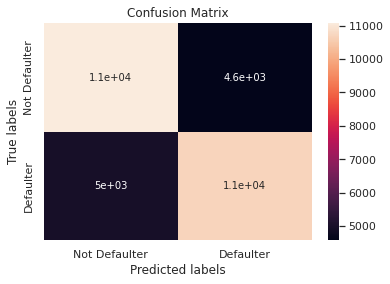 Confusion Matrix
True labels
Not Defaulter
Defaulter
1.1e+04
4.6e+03
5e+03
1.1e+04
Not Defaulter
Defaulter
Predicted labels
11000
10000
9000
8000
7000
6000
5000